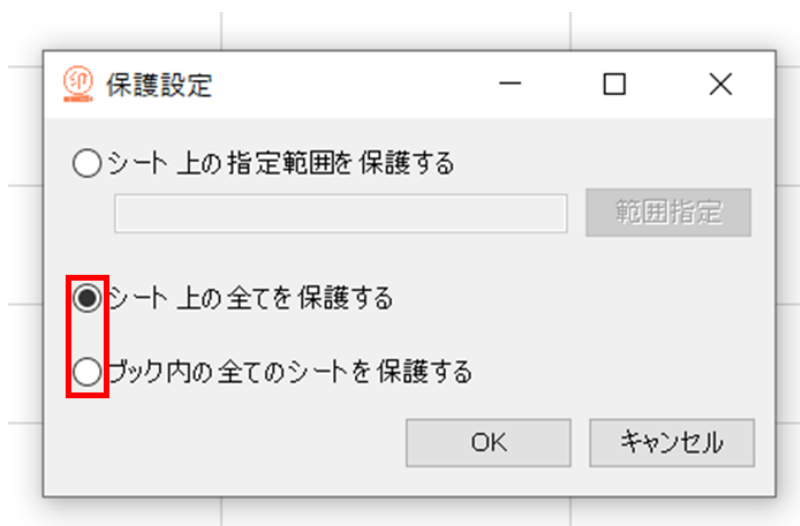 印 保護設定
シート上の指定範囲を保護する
範囲指定
シート上の全てを保護する
ブック内の全てのシートを保護する
OK キャンセル